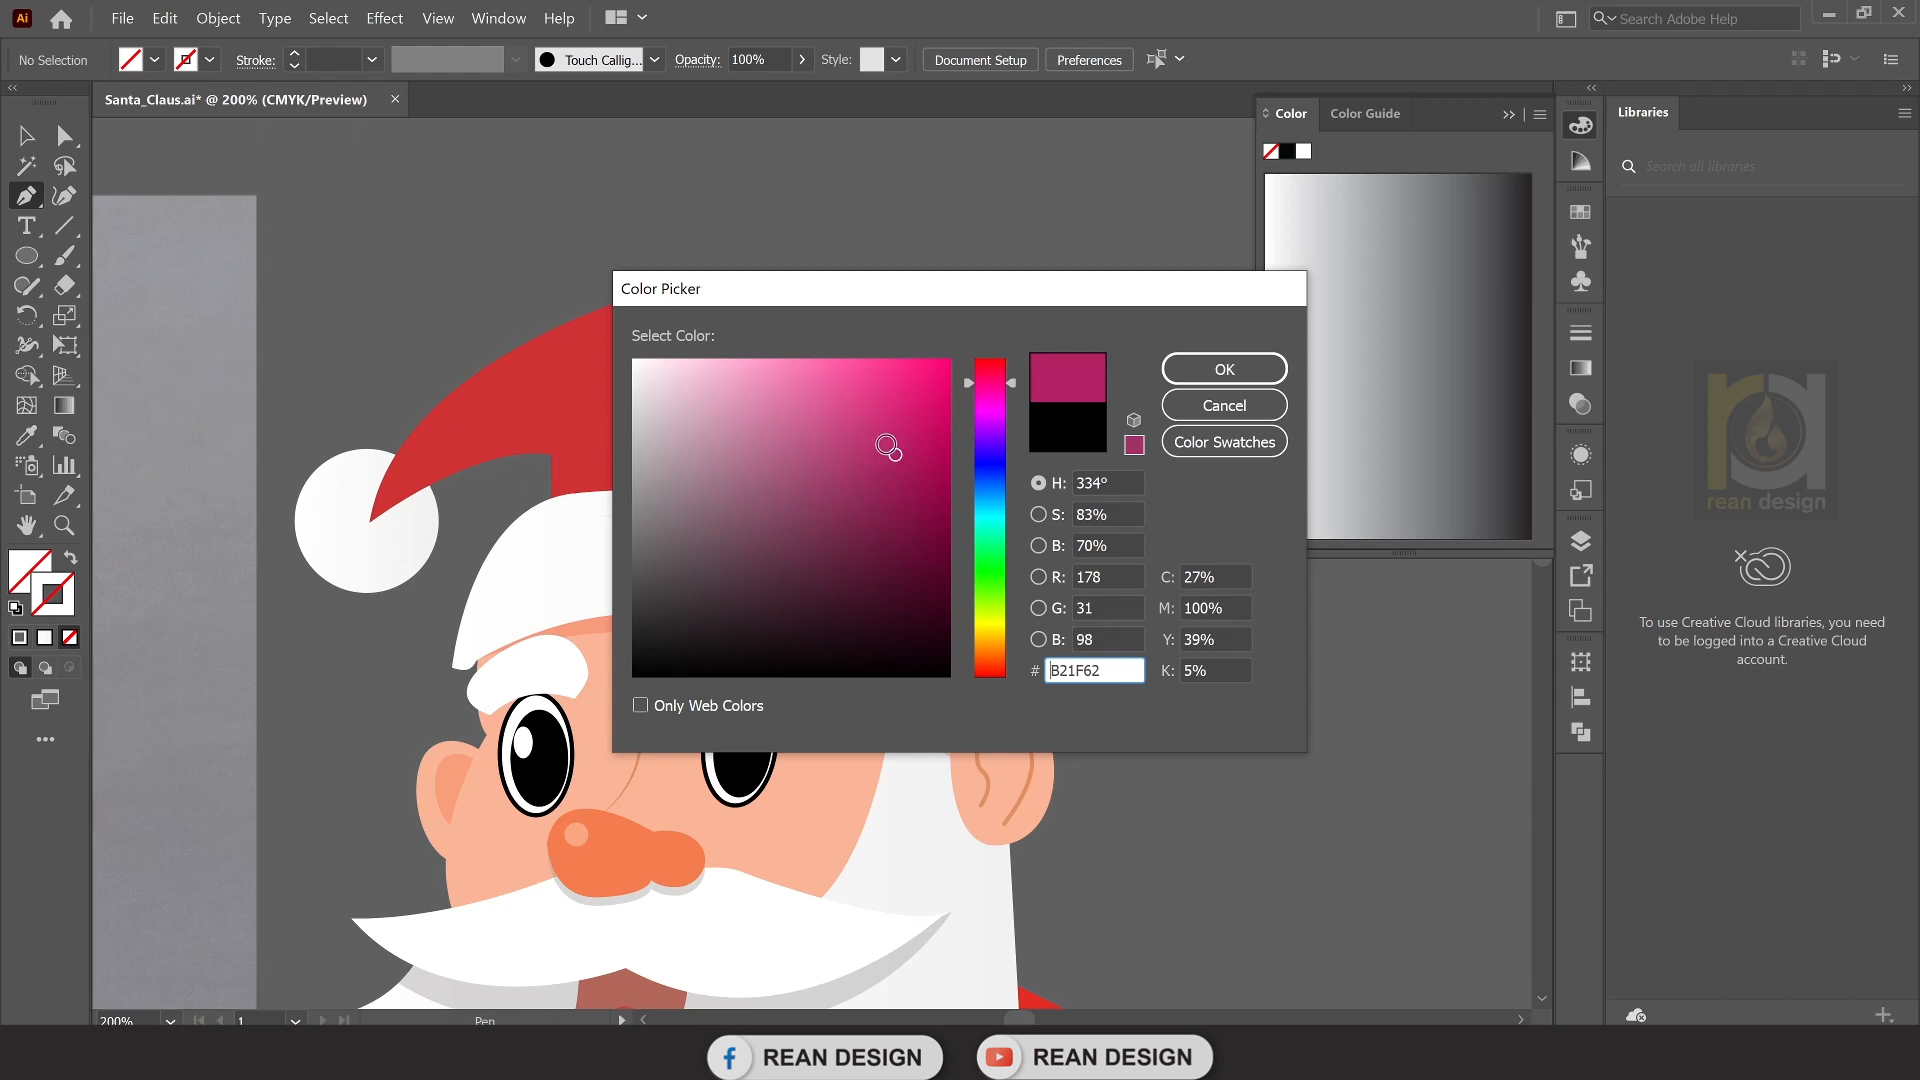 Ai File Edit Object Type Select Effect View Window Help
Search Adobe Help
No Selection Stroke: Touch Callig... Opacity: 100% Style: Document Setup Preferences
Santa_Claus.ai* @ 200% (CMYK/Preview)
Color Color Guide
Libraries
Search all libraries
Color Picker
Select Color:
OK
Cancel
Color Swatches
H: 334°
S: 83%
B: 70%
R: 178 C: 27%
G: 31 M: 100%
B: 98 Y: 39%
# B21F62 K: 5%
Only Web Colors
rean design
To use Creative Cloud libraries, you need
to be logged into a Creative Cloud
account.
200% 1 Pen
REAN DESIGN REAN DESIGN